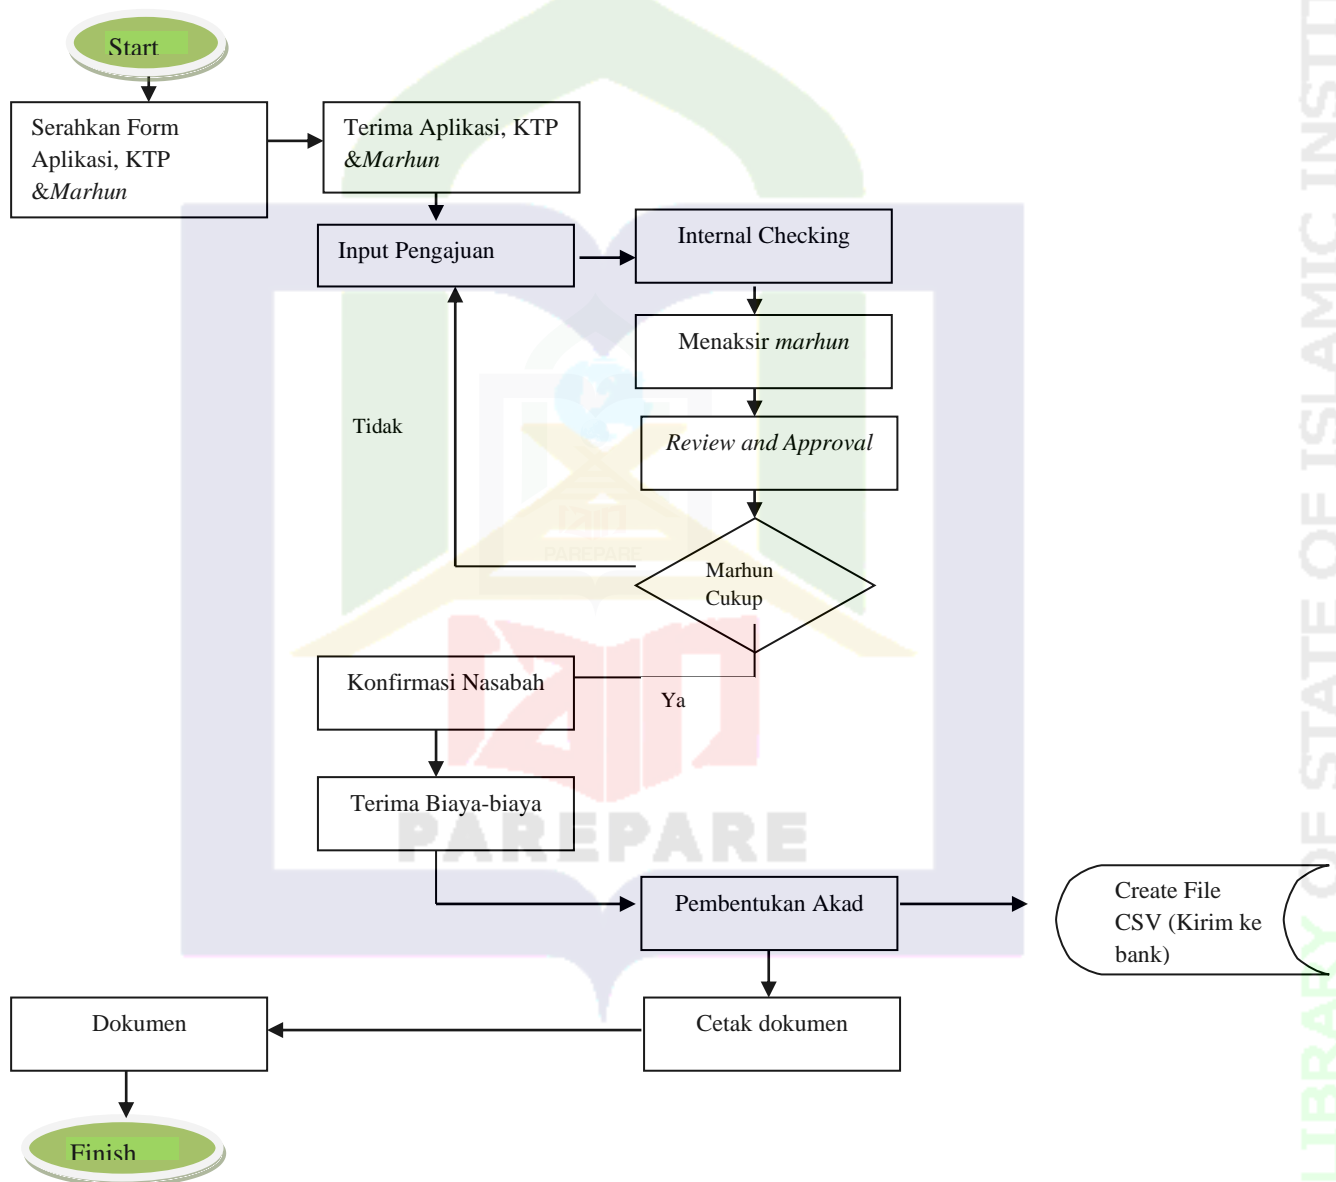 Start
Serahkan Form
Aplikasi, KTP
&Marhun
Terima Aplikasi, KTP
&Marhun
Input Pengajuan
Internal Checking
Menaksir marhun
Tidak
Review and Approval
PAREPARE
Marhun
Cukup
Konfirmasi Nasabah
Ya
Terima Biaya-biaya
PAREPARE
Pembentukan Akad
Create File
CSV (Kirim ke
bank)
Dokumen
Cetak dokumen
Finish
LIBRARY OF STATE OF ISLAMIC